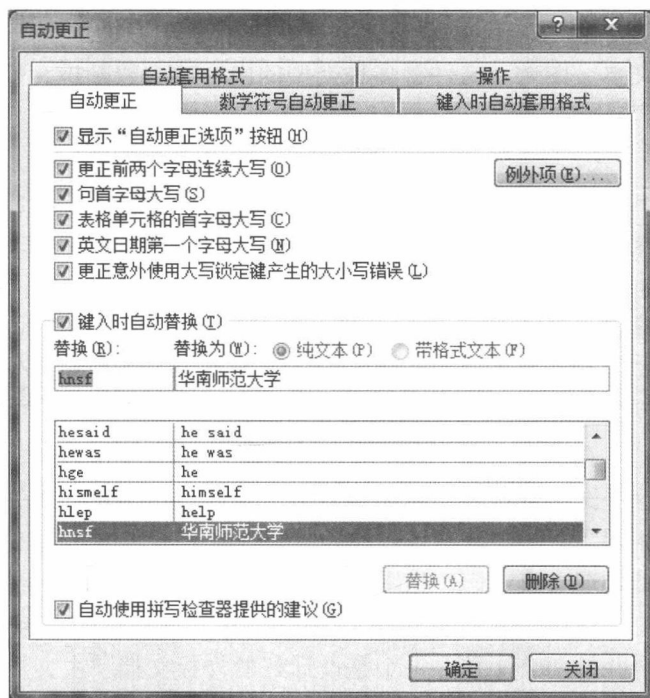 自动更正
自动套用格式 操作
自动更正 数学符号自动更正 键入时自动套用格式
显示“自动更正选项”按钮(H)
更正前两个字母连续大写(O) 例外项(E)...
句首字母大写(S)
表格单元格的首字母大写(C)
英文日期第一个字母大写(N)
更正意外使用大写锁定键产生的大小写错误(L)
键入时自动替换(T)
替换(R): 替换为(W): 纯文本(P) 带格式文本(F)
hnsf 华南师范大学
hesaid he said
hewas he was
hge he
hismelf himself
hlep help
hnsf 华南师范大学
替换(A) 删除(D)
自动使用拼写检查器提供的建议(G)
确定 关闭